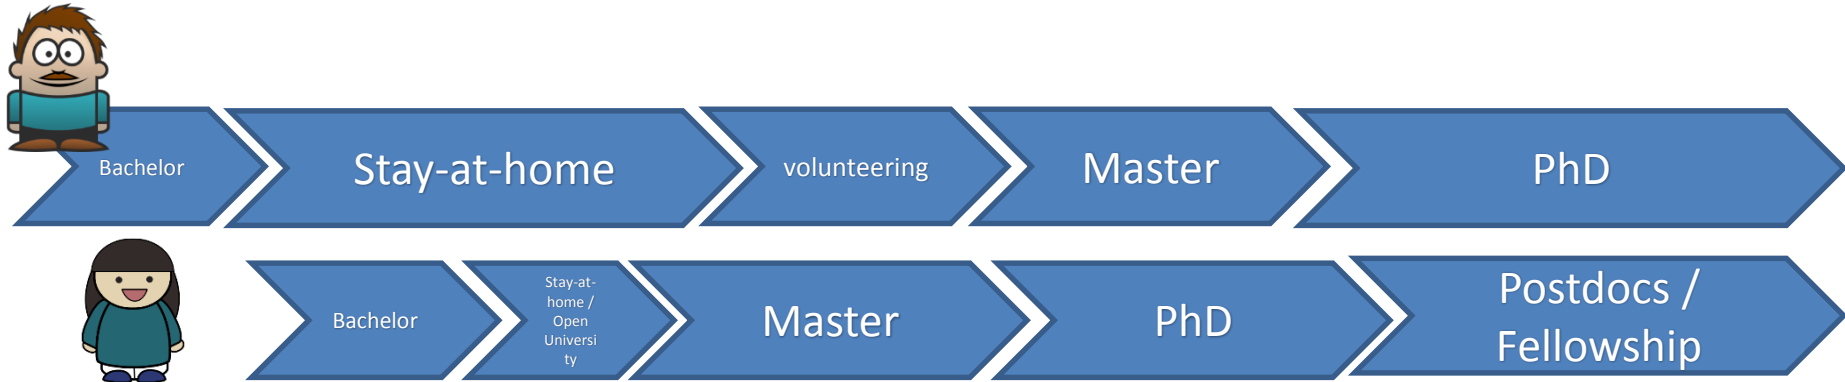 Bachelor
Stay-at-home
volunteering
Master
PhD
Bachelor
Stay-at-
home /
Open
Universi
ty
Master
PhD
Postdocs /
Fellowship